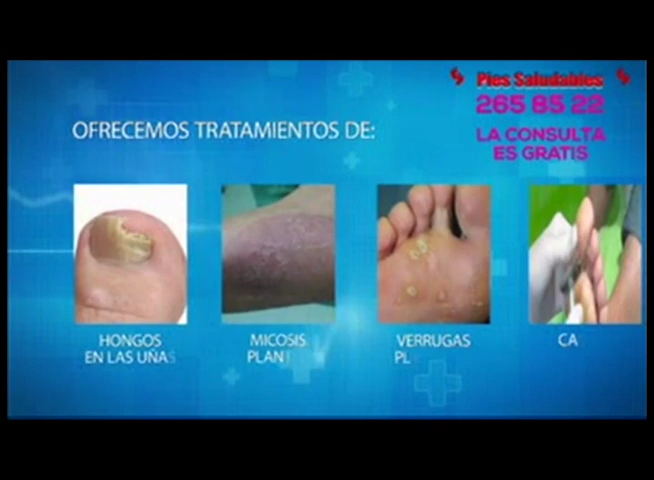 Pies Saludables
265 85 22
LA CONSULTA
ES GRATIS
OFRECEMOS TRATAMIENTOS DE:
HONGOS
EN LAS UÑAS
MICOSIS
PLAN
VERRUGAS
PL
CA